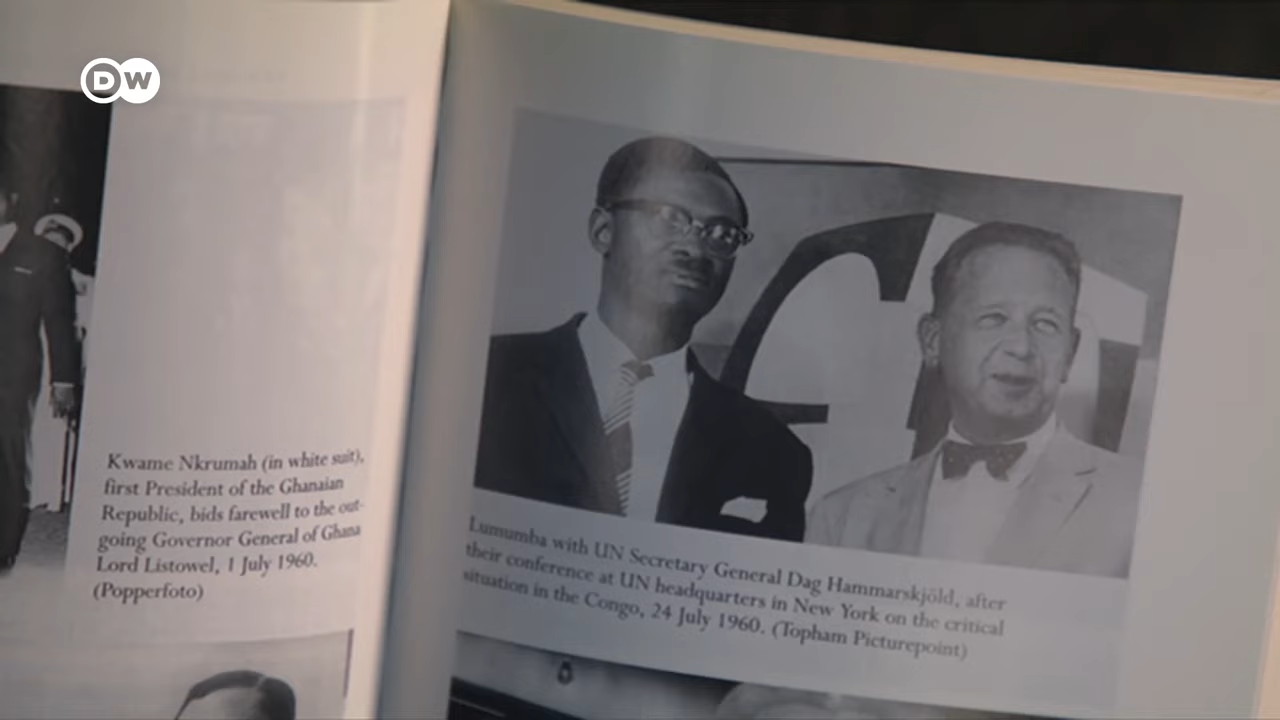 DW
Kwame Nkrumah (in white suit),
first President of the Ghanaian
Republic, bids farewell to the out-
going Governor General of Ghana
Lord Listowel, 1 July 1960.
(Popperfoto)
Lumumba with UN Secretary General Dag Hammarskjöld, after
their conference at UN headquarters in New York on the critical
situation in the Congo, 24 July 1960. (Topham Picturepoint)